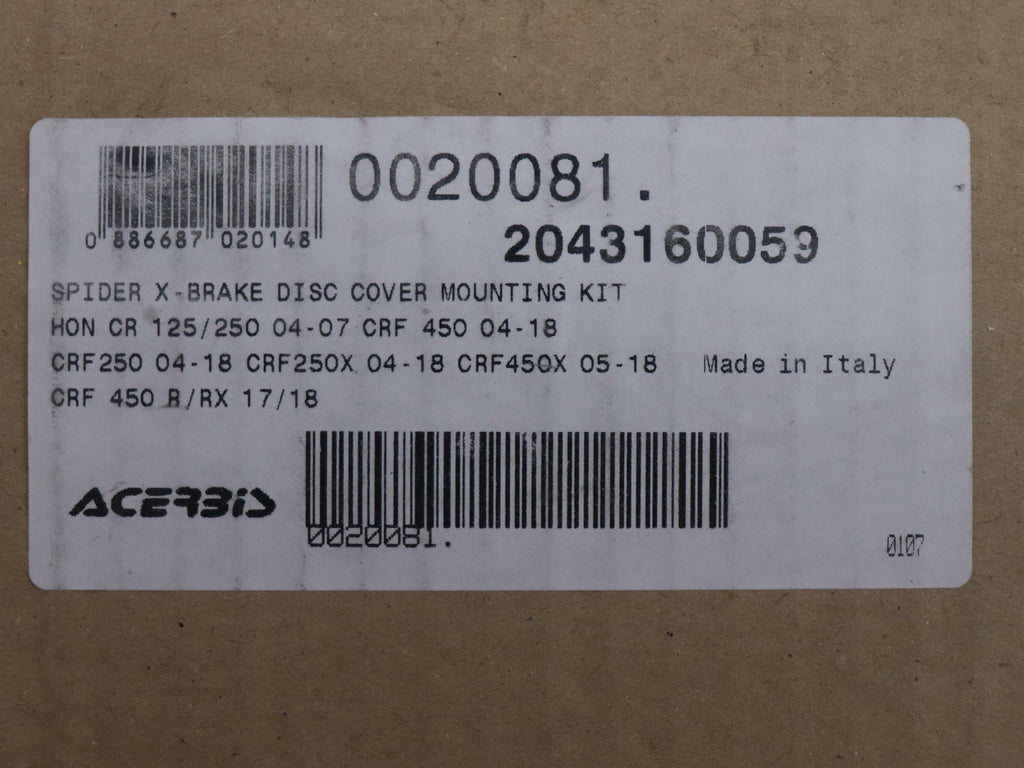 0020081.
0 886687 020148
2043160059
SPIDER X-BRAKE DISC COVER MOUNTING KIT
HON CR 125/250 04-07 CRF 450 04-18
CRF250 04-18 CRF250X 04-18 CRF450X 05-18 Made in Italy
CRF 450 R/RX 17/18
ACERBIS
0020081.
0107